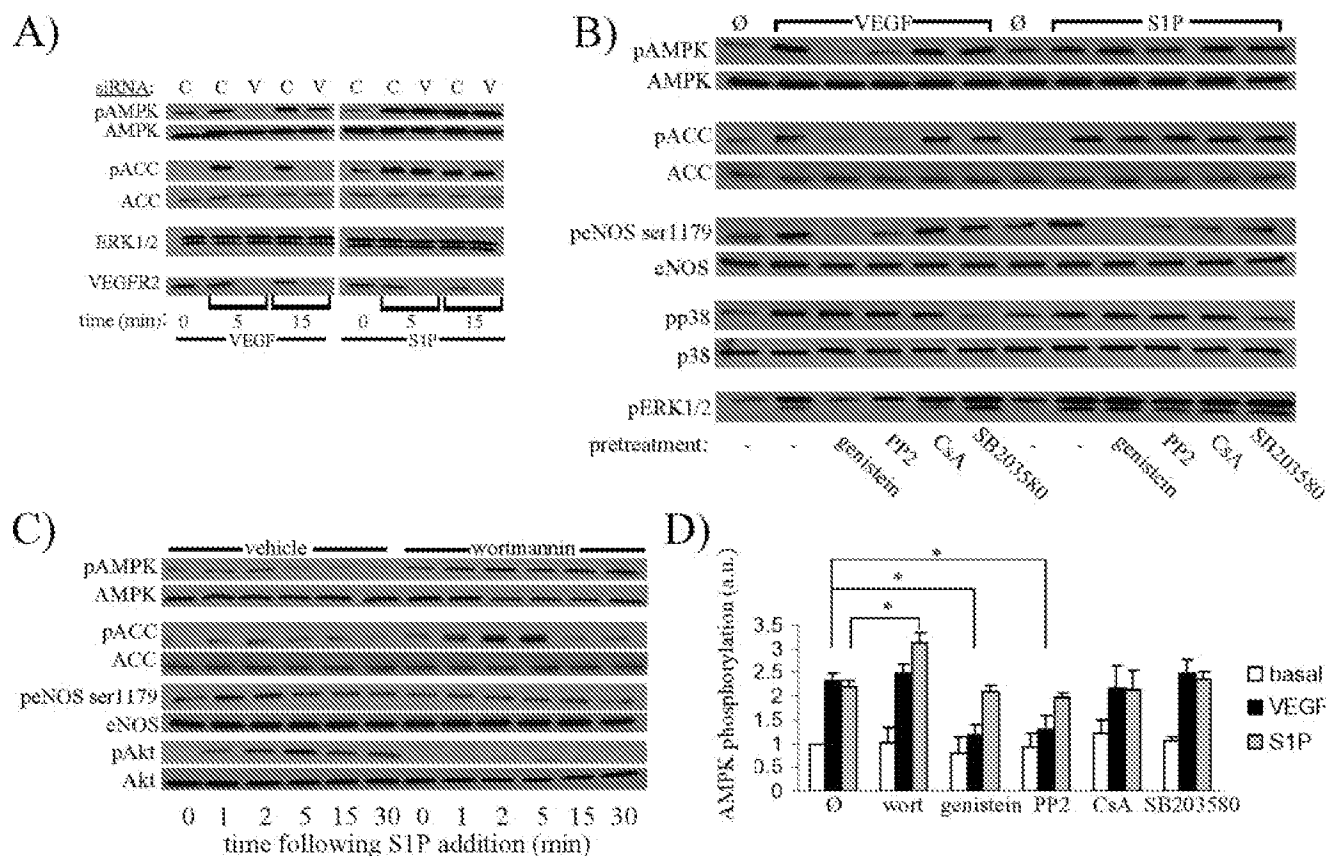 A)
siRNA: C C V C V C C V C V
pAMPK
AMPK
pACC
ACC
ERK1/2
VEGFR2
time (min): 0 5 15 0 5 15
VEGF S1P
B)
Ø VEGF Ø S1P
pAMPK
AMPK
pACC
ACC
peNOS ser1179
eNOS
pp38
p38
pERK1/2
pretreatment: - - genistein PP2 CsA SB203580 - - genistein PP2 CsA SB203580
C)
vehicle wortmannin
pAMPK
AMPK
pACC
ACC
peNOS ser1179
eNOS
pAkt
Akt
0 1 2 5 15 30 0 1 2 5 15 30
time following S1P addition (min)
D)
*
*
*
AMPK phosphotylation (a.u.)
3.5
3
2.5
2
1.5
1
0.5
0
Ø wort genistein PP2 CsA SB203580
basal
VEGF
S1P